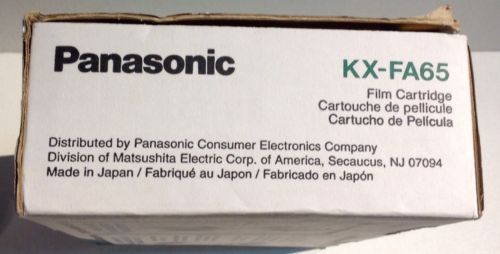 Panasonic
KX-FA65
Film Cartridge
Cartouche de pellicule
Cartucho de Película
Distributed by Panasonic Consumer Electronics Company
Division of Matsushita Electric Corp. of America, Secaucus, NJ 07094
Made in Japan / Fabriqué au Japon / Fabricado en Japón